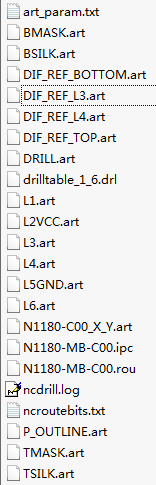 art_param.txt
BMASK.art
BSILK.art
DIF_REF_BOTTOM.art
DIF_REF_L3.art
DIF_REF_L4.art
DIF_REF_TOP.art
DRILL.art
drilltable_1_6.drl
L1.art
L2VCC.art
L3.art
L4.art
L5GND.art
L6.art
N1180-C00_X_Y.art
N1180-MB-C00.ipc
N1180-MB-C00.rou
ncdrill.log
ncroutebits.txt
P_OUTLINE.art
TMASK.art
TSILK.art